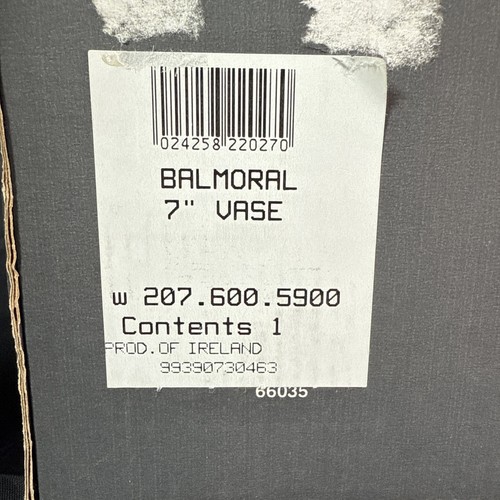 024258 220270
BALMORAL
7" VASE
w 207.600.5900
Contents 1
PROD.OF IRELAND
99390730463
66035